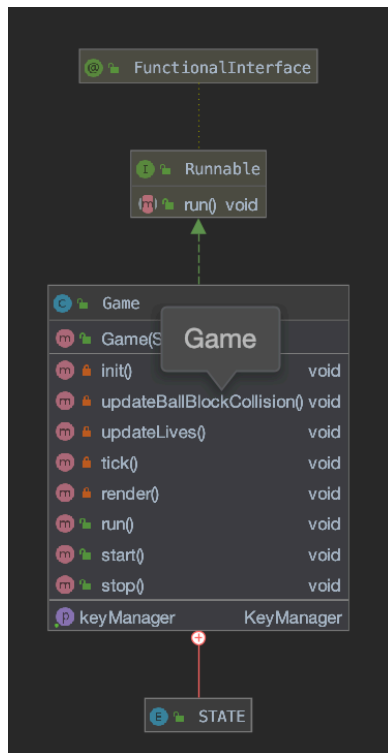 @ FunctionalInterface
I Runnable
m run() void
C Game
m Game(S
Game
m init() void
m updateBallBlockCollision() void
m updateLives() void
m tick() void
m render() void
m run() void
m start() void
m stop() void
p keyManager KeyManager
E STATE